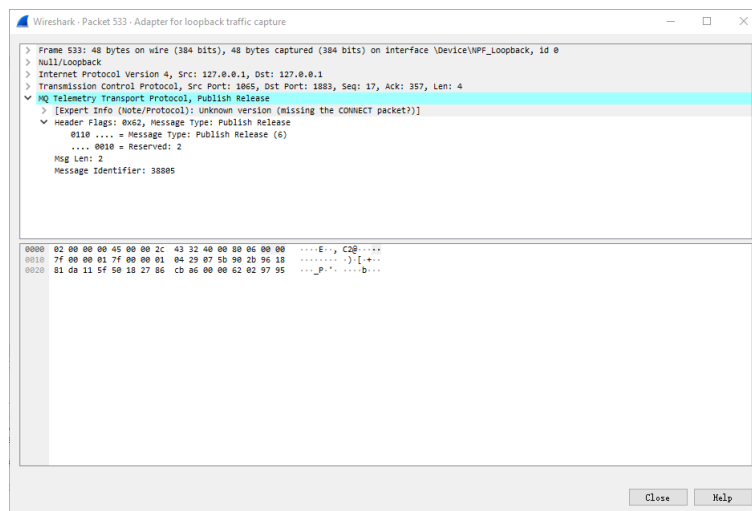 Wireshark · Packet 533 · Adapter for loopback traffic capture
Frame 533: 48 bytes on wire (384 bits), 48 bytes captured (384 bits) on interface \Device\NPF_Loopback, id 0
Null/Loopback
Internet Protocol Version 4, Src: 127.0.0.1, Dst: 127.0.0.1
Transmission Control Protocol, Src Port: 1065, Dst Port: 1883, Seq: 17, Ack: 357, Len: 4
MQ Telemetry Transport Protocol, Publish Release
[Expert Info (Note/Protocol): Unknown version (missing the CONNECT packet?)]
Header Flags: 0x62, Message Type: Publish Release
0110 .... = Message Type: Publish Release (6)
.... 0010 = Reserved: 2
Msg Len: 2
Message Identifier: 38805
0000 02 00 00 00 45 00 00 2c 43 32 40 00 80 06 00 00 ····E··, C2@·····
0010 7f 00 00 01 7f 00 00 01 04 29 07 5b 90 2b 96 18 ········ ·)·[·+··
0020 81 da 11 5f 50 18 27 86 cb a6 00 00 62 02 97 95 ···_P·'· ····b···
Close
Help